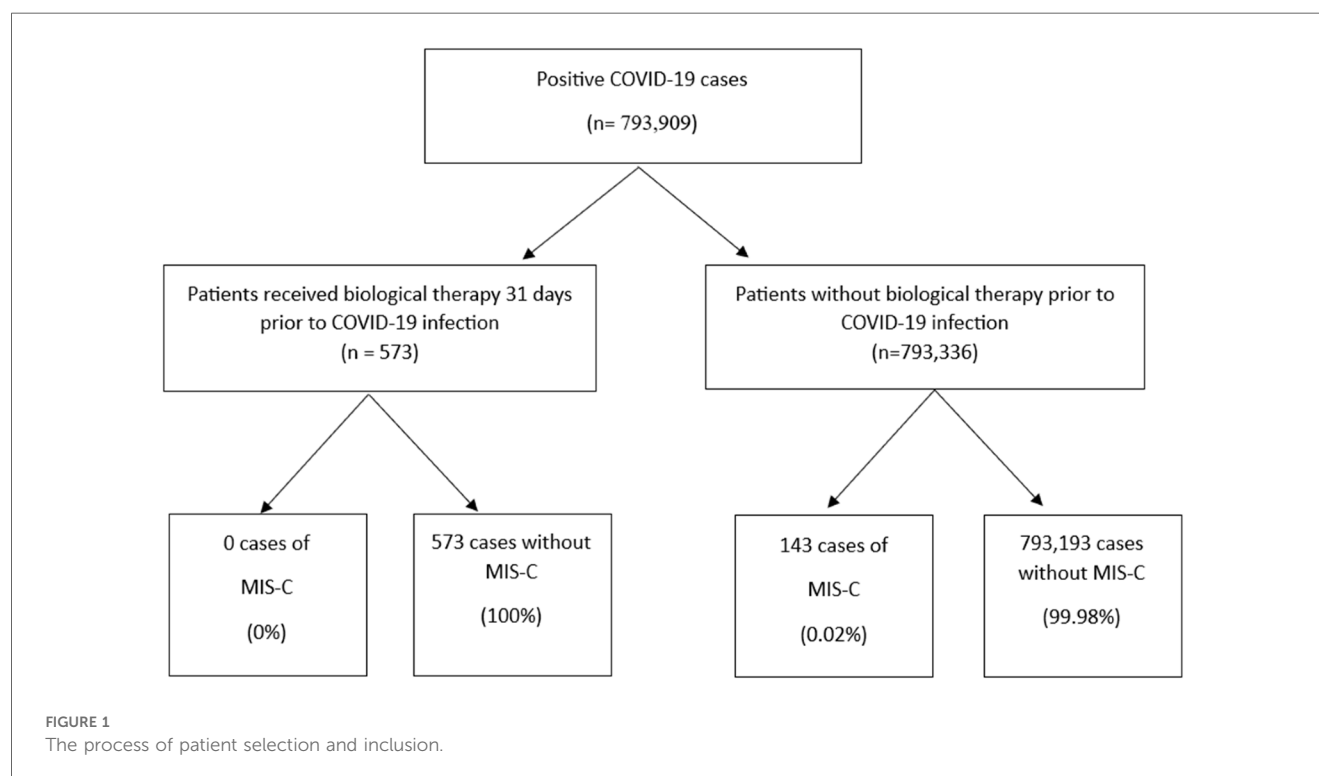 Positive COVID-19 cases
(n= 793,909)
Patients received biological therapy 31 days
prior to COVID-19 infection
(n = 573)
Patients without biological therapy prior to
COVID-19 infection
(n=793,336)
0 cases of
MIS-C
(0%)
573 cases without
MIS-C
(100%)
143 cases of
MIS-C
(0.02%)
793,193 cases
without MIS-C
(99.98%)
FIGURE 1
The process of patient selection and inclusion.